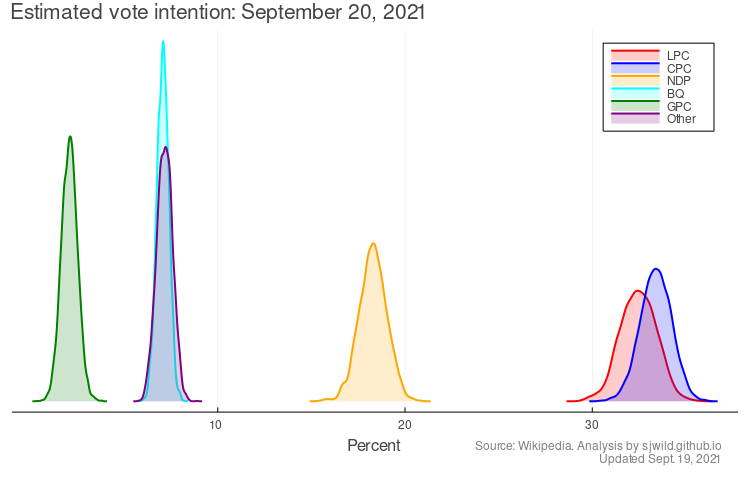 Estimated vote intention: September 20, 2021
LPC
CPC
NDP
BQ
GPC
Other
10
20
30
Percent
Source: Wikipedia. Analysis by sjwild.github.io
Updated Sept. 19, 2021